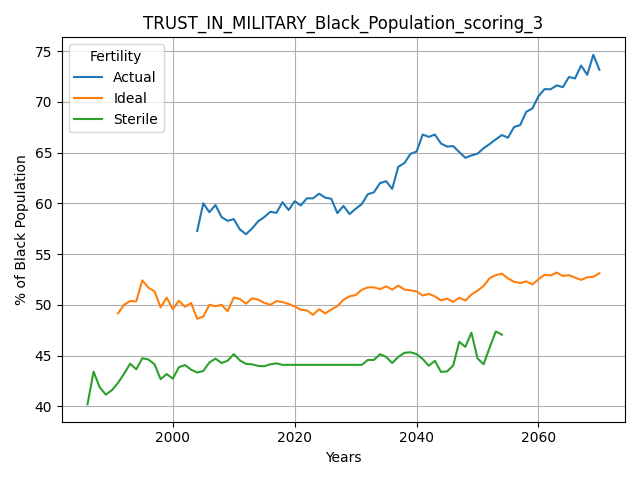 TRUST_IN_MILITARY_Black_Population_scoring_3
Fertility
Actual
Ideal
Sterile
% of Black Population
75
70
65
60
55
50
45
40
2000
2020
2040
2060
Years